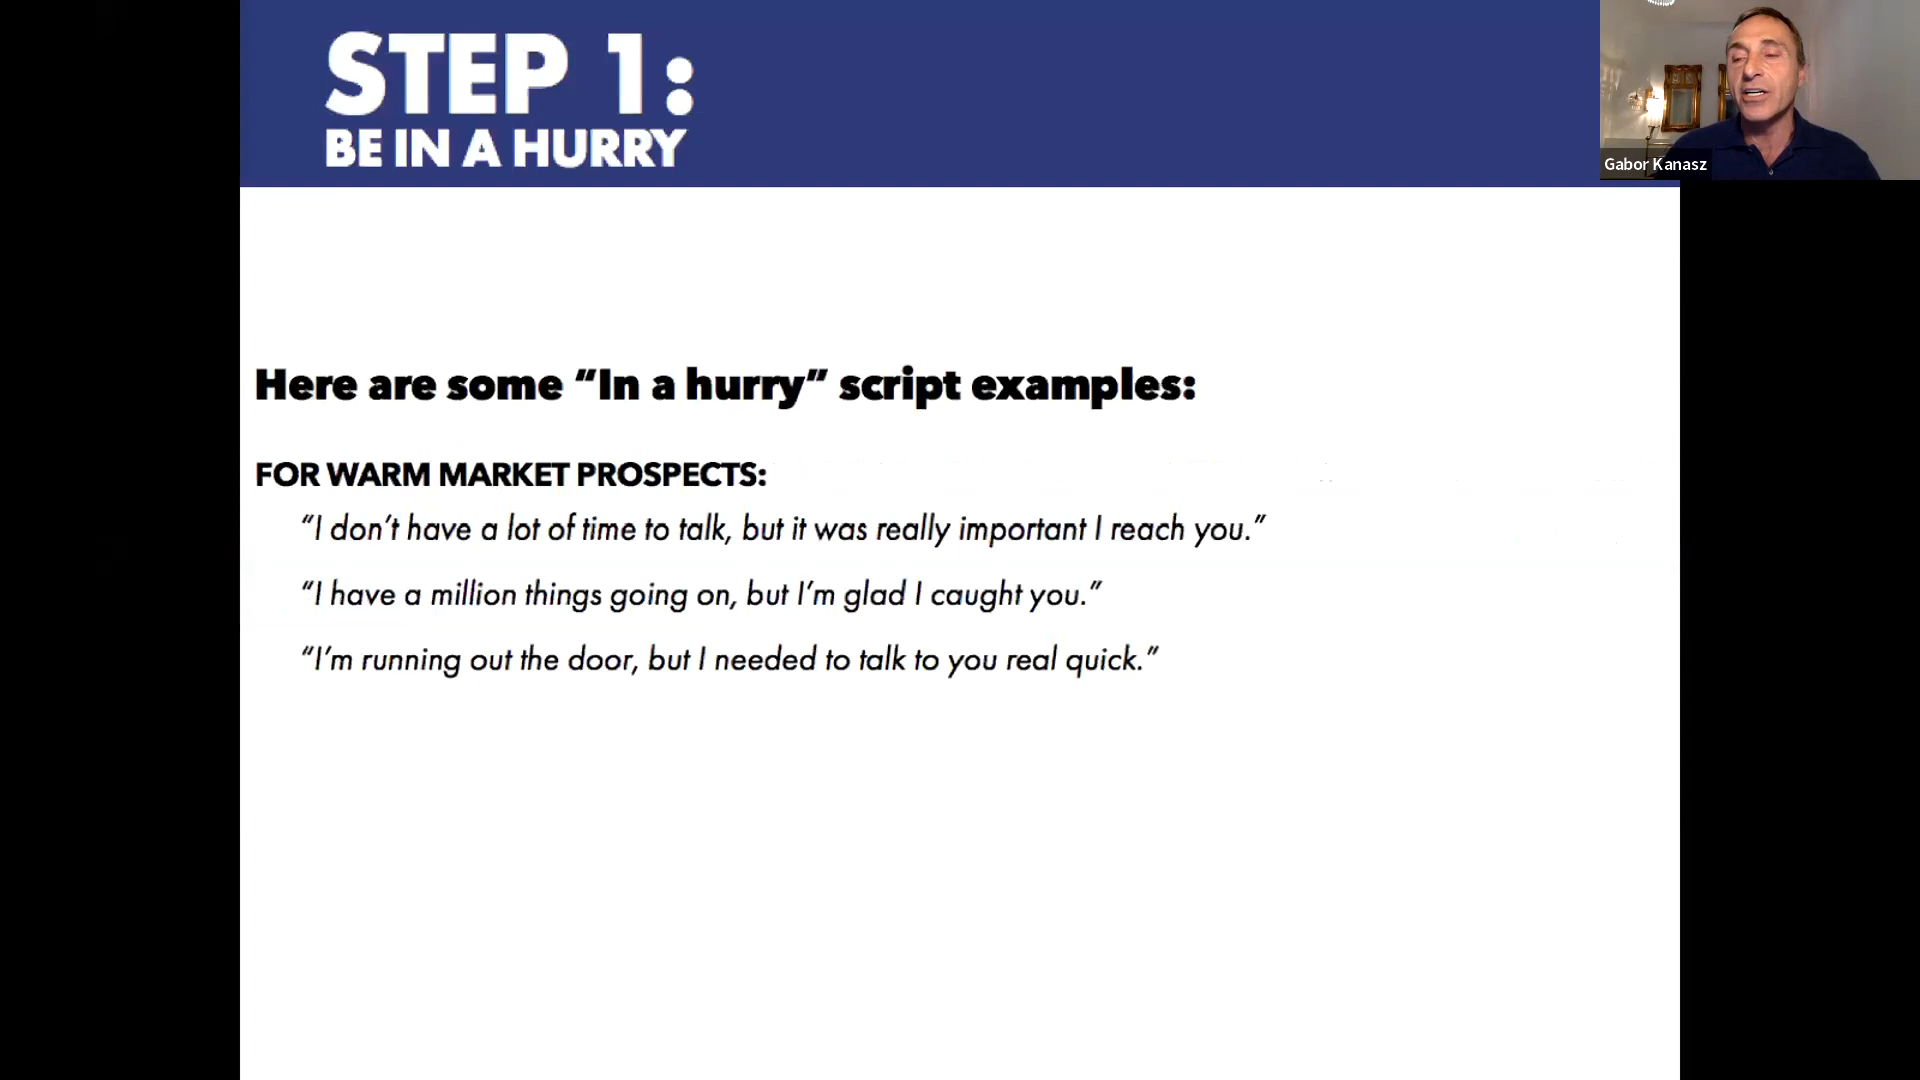 STEP 1:
BE IN A HURRY
Gabor Kanasz
Here are some “In a hurry” script examples:
FOR WARM MARKET PROSPECTS:
“I don’t have a lot of time to talk, but it was really important I reach you.”
“I have a million things going on, but I’m glad I caught you.”
“I’m running out the door, but I needed to talk to you real quick.”